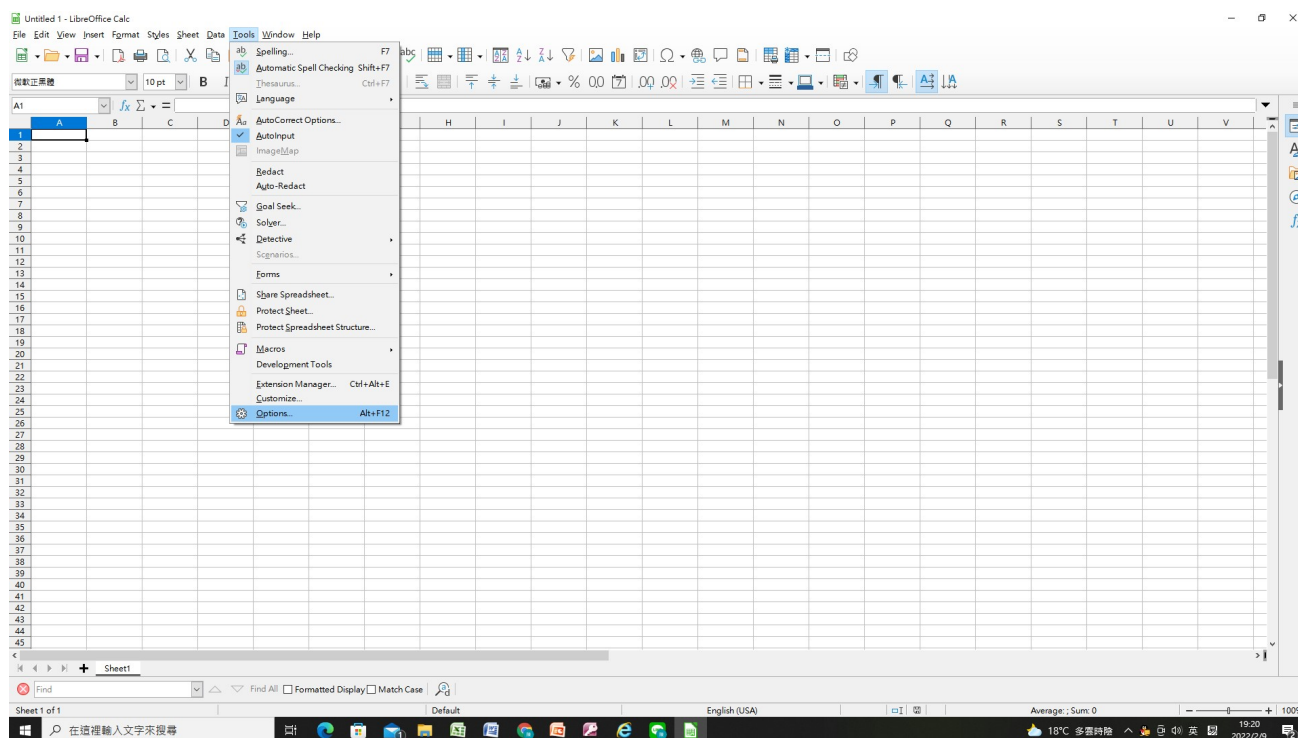 Untitled 1 - LibreOffice Calc
File Edit View Insert Format Styles Sheet Data Tools Window Help
微軟正黑體 10 pt B I
A1
A B C D H I J K L M N O P Q R S T U V
Spelling... F7
Automatic Spell Checking Shift+F7
Thesaurus... Ctrl+F7
Language
AutoCorrect Options...
AutoInput
ImageMap
Redact
Auto-Redact
Goal Seek...
Solver...
Detective
Scenarios...
Forms
Share Spreadsheet...
Protect Sheet...
Protect Spreadsheet Structure...
Macros
Development Tools
Extension Manager... Ctrl+Alt+E
Customize...
Options... Alt+F12
1
2
3
4
5
6
7
8
9
10
11
12
13
14
15
16
17
18
19
20
21
22
23
24
25
26
27
28
29
30
31
32
33
34
35
36
37
38
39
40
41
42
43
44
45
Sheet1
Find Find All Formatted Display Match Case
Sheet 1 of 1 Default English (USA) Average: ; Sum: 0 100%
在這裡輸入文字來搜尋 18°C 多雲時陰 英 19:20
2022/2/9